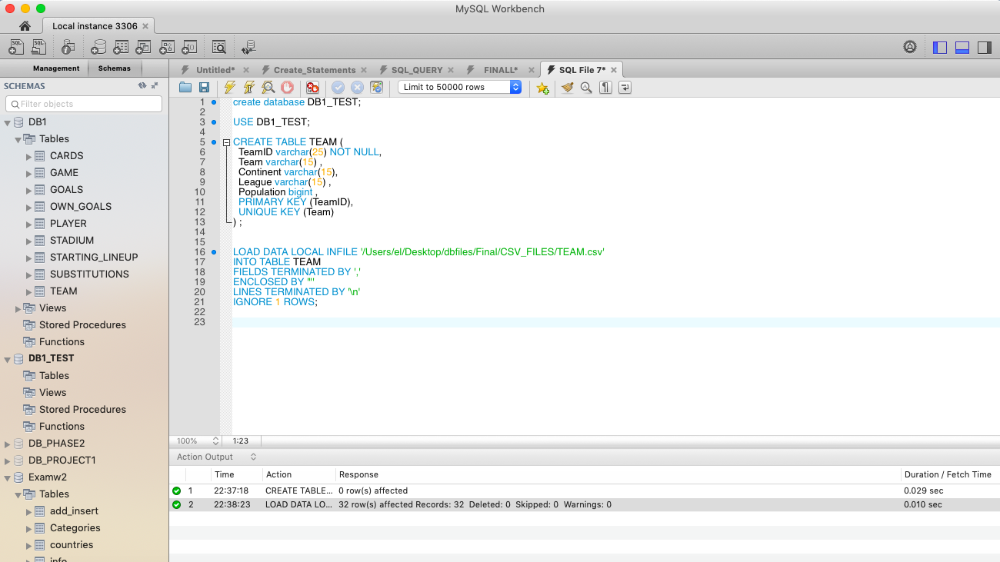 MySQL Workbench
Local instance 3306
Management Schemas
SCHEMAS
Filter objects
DB1
Tables
CARDS
GAME
GOALS
OWN_GOALS
PLAYER
STADIUM
STARTING_LINEUP
SUBSTITUTIONS
TEAM
Views
Stored Procedures
Functions
DB1_TEST
Tables
Views
Stored Procedures
Functions
DB_PHASE2
DB_PROJECT1
Examw2
Tables
add_insert
Categories
countries
info
Untitled* Create_Statements SQL_QUERY FINALL* SQL File 7*
Limit to 50000 rows
1 create database DB1_TEST;
2
3 USE DB1_TEST;
4
5 CREATE TABLE TEAM (
6 TeamID varchar(25) NOT NULL,
7 Team varchar(15) ,
8 Continent varchar(15),
9 League varchar(15) ,
10 Population bigint ,
11 PRIMARY KEY (TeamID),
12 UNIQUE KEY (Team)
13 ) ;
14
15
16 LOAD DATA LOCAL INFILE '/Users/el/Desktop/dbfiles/Final/CSV_FILES/TEAM.csv'
17 INTO TABLE TEAM
18 FIELDS TERMINATED BY ','
19 ENCLOSED BY '"'
20 LINES TERMINATED BY '\n'
21 IGNORE 1 ROWS;
22
23
100% 1:23
Action Output
Time Action Response Duration / Fetch Time
1 22:37:18 CREATE TABLE... 0 row(s) affected 0.029 sec
2 22:38:23 LOAD DATA LO... 32 row(s) affected Records: 32 Deleted: 0 Skipped: 0 Warnings: 0 0.010 sec